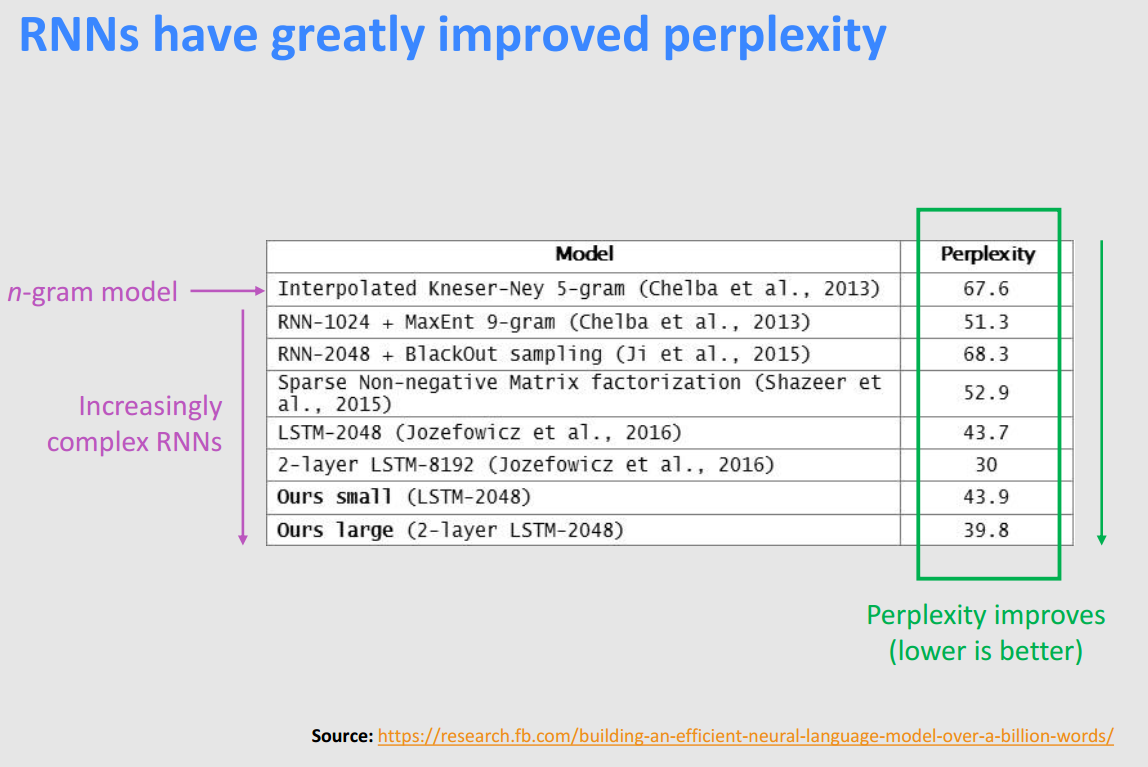 RNNs have greatly improved perplexity
Model Perplexity
n-gram model
Interpolated Kneser-Ney 5-gram (Chelba et al., 2013) 67.6
RNN-1024 + MaxEnt 9-gram (Chelba et al., 2013) 51.3
RNN-2048 + BlackOut sampling (Ji et al., 2015) 68.3
Sparse Non-negative Matrix factorization (Shazeer et
al., 2015) 52.9
LSTM-2048 (Jozefowicz et al., 2016) 43.7
2-layer LSTM-8192 (Jozefowicz et al., 2016) 30
Ours small (LSTM-2048) 43.9
Ours large (2-layer LSTM-2048) 39.8
Increasingly
complex RNNs
Perplexity improves
(lower is better)
Source: https://research.fb.com/building-an-efficient-neural-language-model-over-a-billion-words/